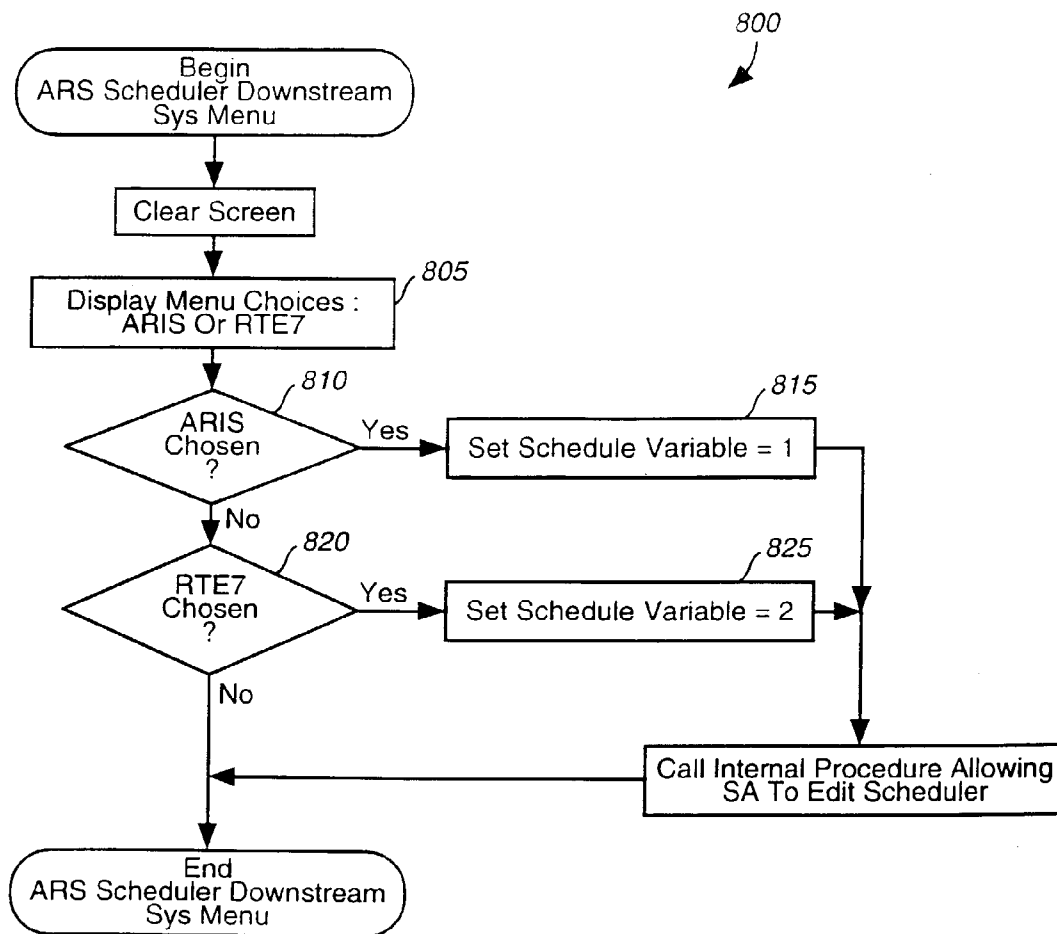 800
Begin
ARS Scheduler Downstream
Sys Menu
Clear Screen
805
Display Menu Choices :
ARIS Or RTE7
810
ARIS
Chosen
?
Yes
815
Set Schedule Variable = 1
No
820
RTE7
Chosen
?
Yes
825
Set Schedule Variable = 2
No
Call Internal Procedure Allowing
SA To Edit Scheduler
End
ARS Scheduler Downstream
Sys Menu